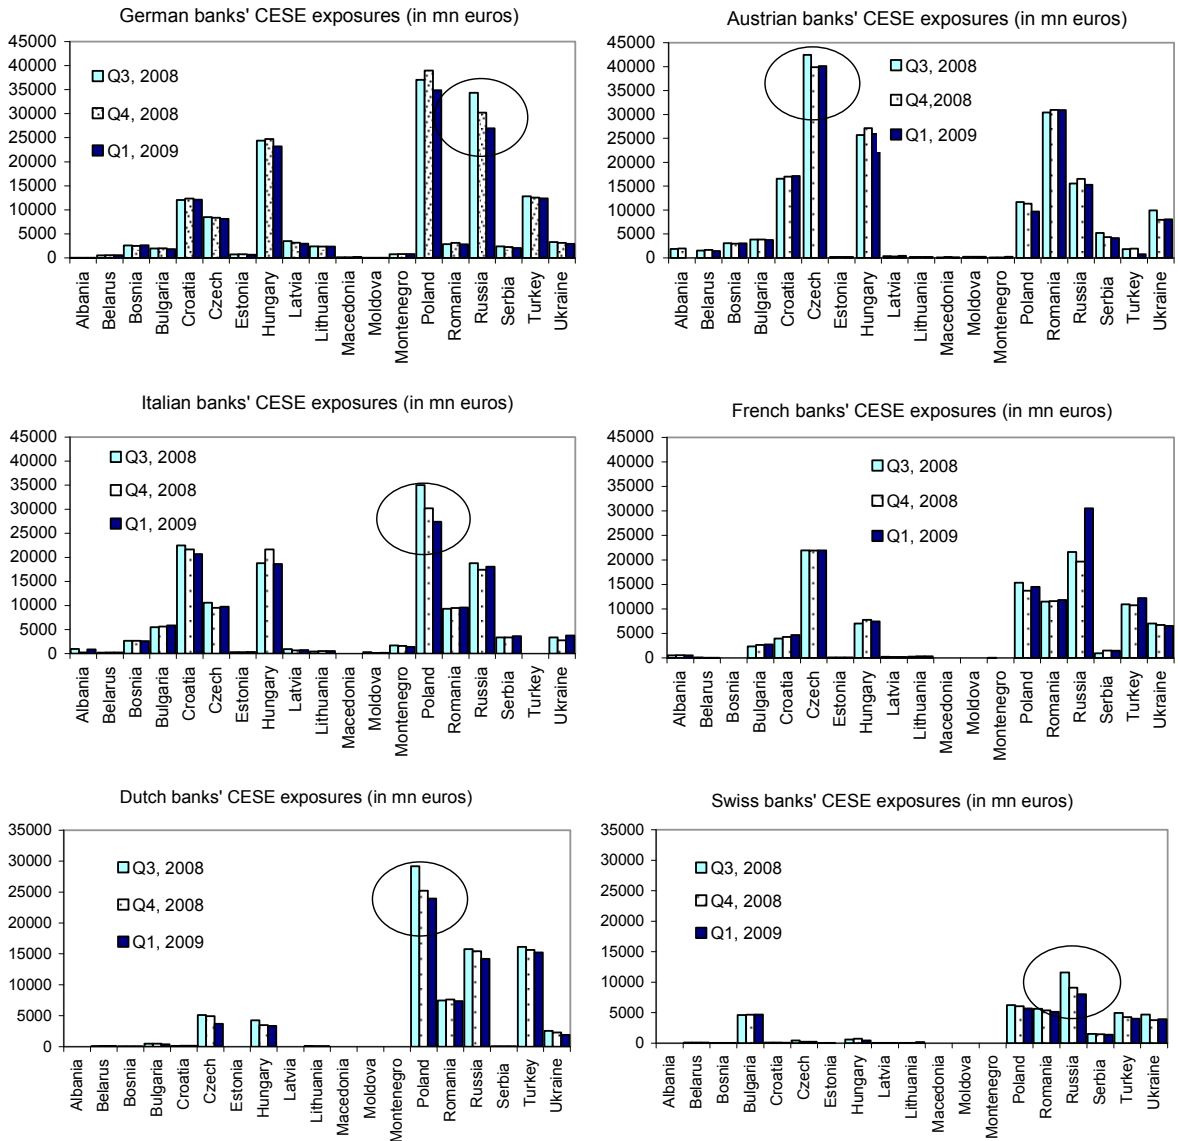 German banks' CESE exposures (in mn euros)
45000
40000
35000
30000
25000
20000
15000
10000
5000
0
Q3, 2008
Q4, 2008
Q1, 2009
Albania
Belarus
Bosnia
Bulgaria
Croatia
Czech
Estonia
Hungary
Latvia
Lithuania
Macedonia
Moldova
Montenegro
Poland
Romania
Russia
Serbia
Turkey
Ukraine
Austrian banks' CESE exposures (in mn euros)
45000
40000
35000
30000
25000
20000
15000
10000
5000
0
Q3, 2008
Q4,2008
Q1, 2009
Albania
Belarus
Bosnia
Bulgaria
Croatia
Czech
Estonia
Hungary
Latvia
Lithuania
Macedonia
Moldova
Montenegro
Poland
Romania
Russia
Serbia
Turkey
Ukraine
Italian banks' CESE exposures (in mn euros)
45000
40000
35000
30000
25000
20000
15000
10000
5000
0
Q3, 2008
Q4, 2008
Q1, 2009
Albania
Belarus
Bosnia
Bulgaria
Croatia
Czech
Estonia
Hungary
Latvia
Lithuania
Macedonia
Moldova
Montenegro
Poland
Romania
Russia
Serbia
Turkey
Ukraine
French banks' CESE exposures (in mn euros)
45000
40000
35000
30000
25000
20000
15000
10000
5000
0
Q3, 2008
Q4, 2008
Q1, 2009
Albania
Belarus
Bosnia
Bulgaria
Croatia
Czech
Estonia
Hungary
Latvia
Lithuania
Macedonia
Moldova
Montenegro
Poland
Romania
Russia
Serbia
Turkey
Ukraine
Dutch banks' CESE exposures (in mn euros)
35000
30000
25000
20000
15000
10000
5000
0
Q3, 2008
Q4, 2008
Q1, 2009
Albania
Belarus
Bosnia
Bulgaria
Croatia
Czech
Estonia
Hungary
Latvia
Lithuania
Macedonia
Moldova
Montenegro
Poland
Romania
Russia
Serbia
Turkey
Ukraine
Swiss banks' CESE exposures (in mn euros)
35000
30000
25000
20000
15000
10000
5000
0
Q3, 2008
Q4, 2008
Q1, 2009
Albania
Belarus
Bosnia
Bulgaria
Croatia
Czech
Estonia
Hungary
Latvia
Lithuania
Macedonia
Moldova
Montenegro
Poland
Romania
Russia
Serbia
Turkey
Ukraine